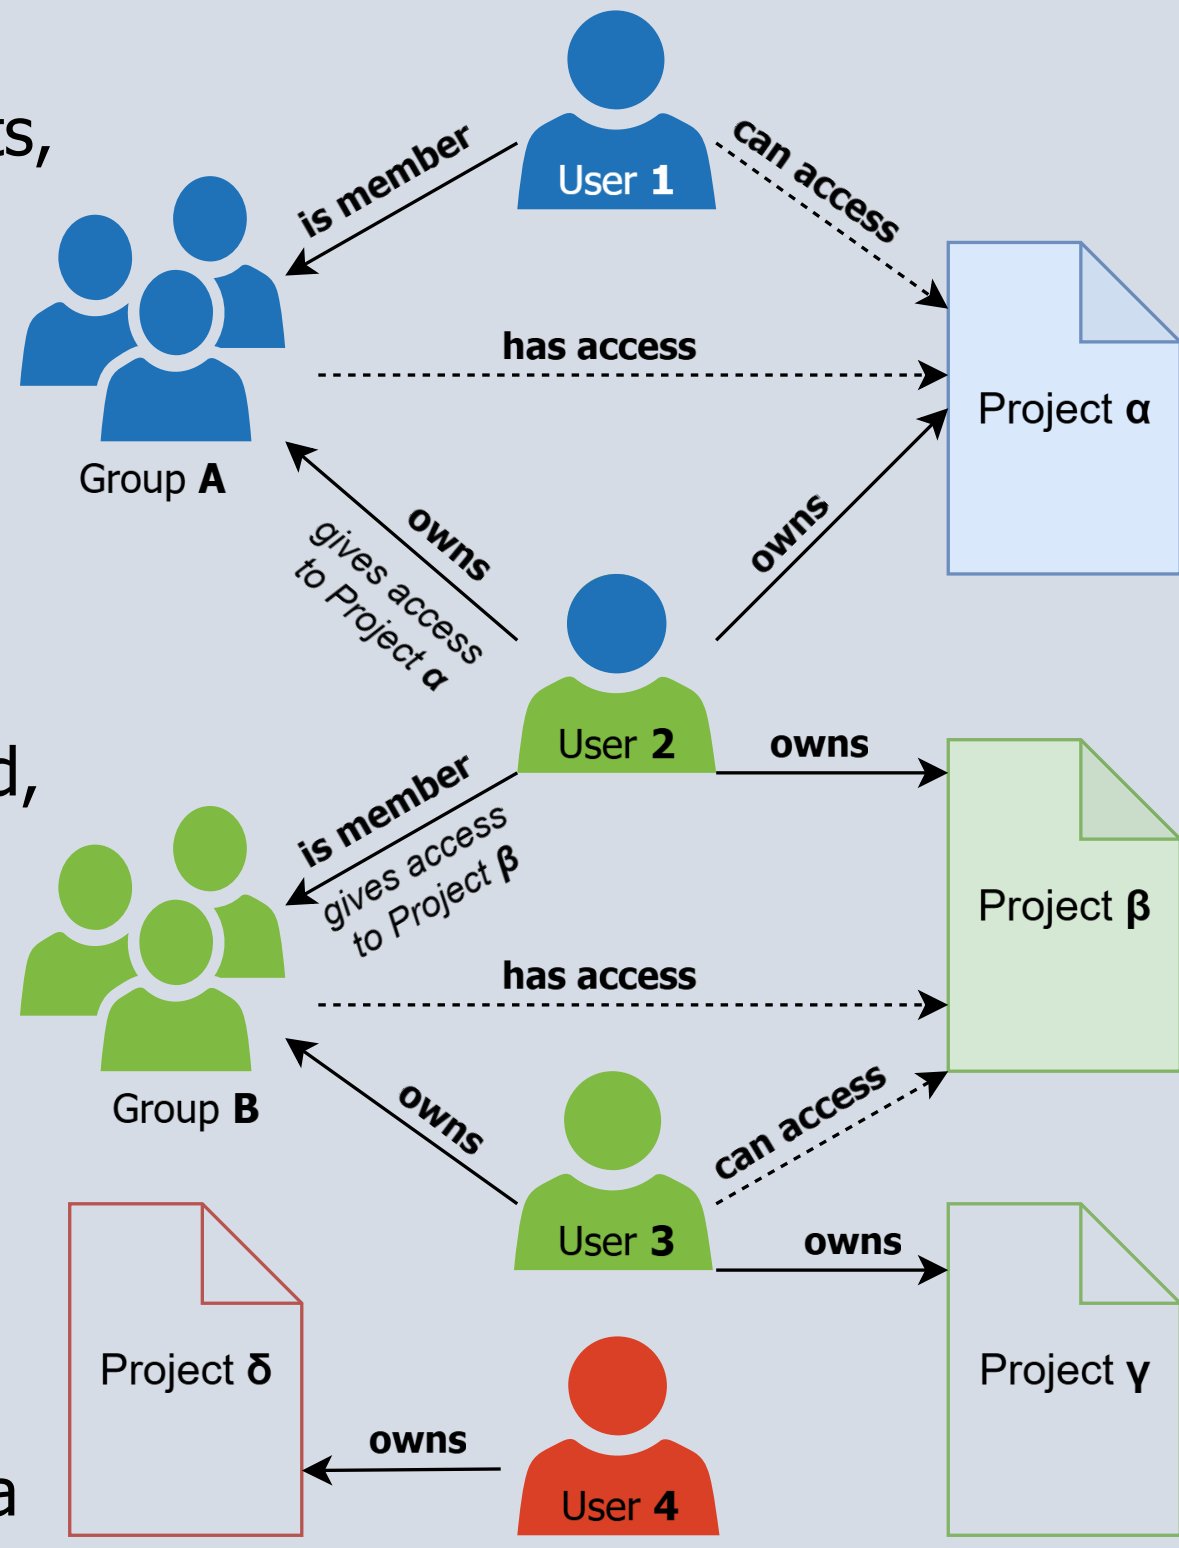 ts,
User 1
is member
can access
has access
Project α
Group A
owns
gives access
to Project α
owns
User 2
owns
d,
is member
gives access
to Project β
Project β
has access
Group B
owns
can access
User 3
owns
Project δ
Project γ
owns
a
User 4